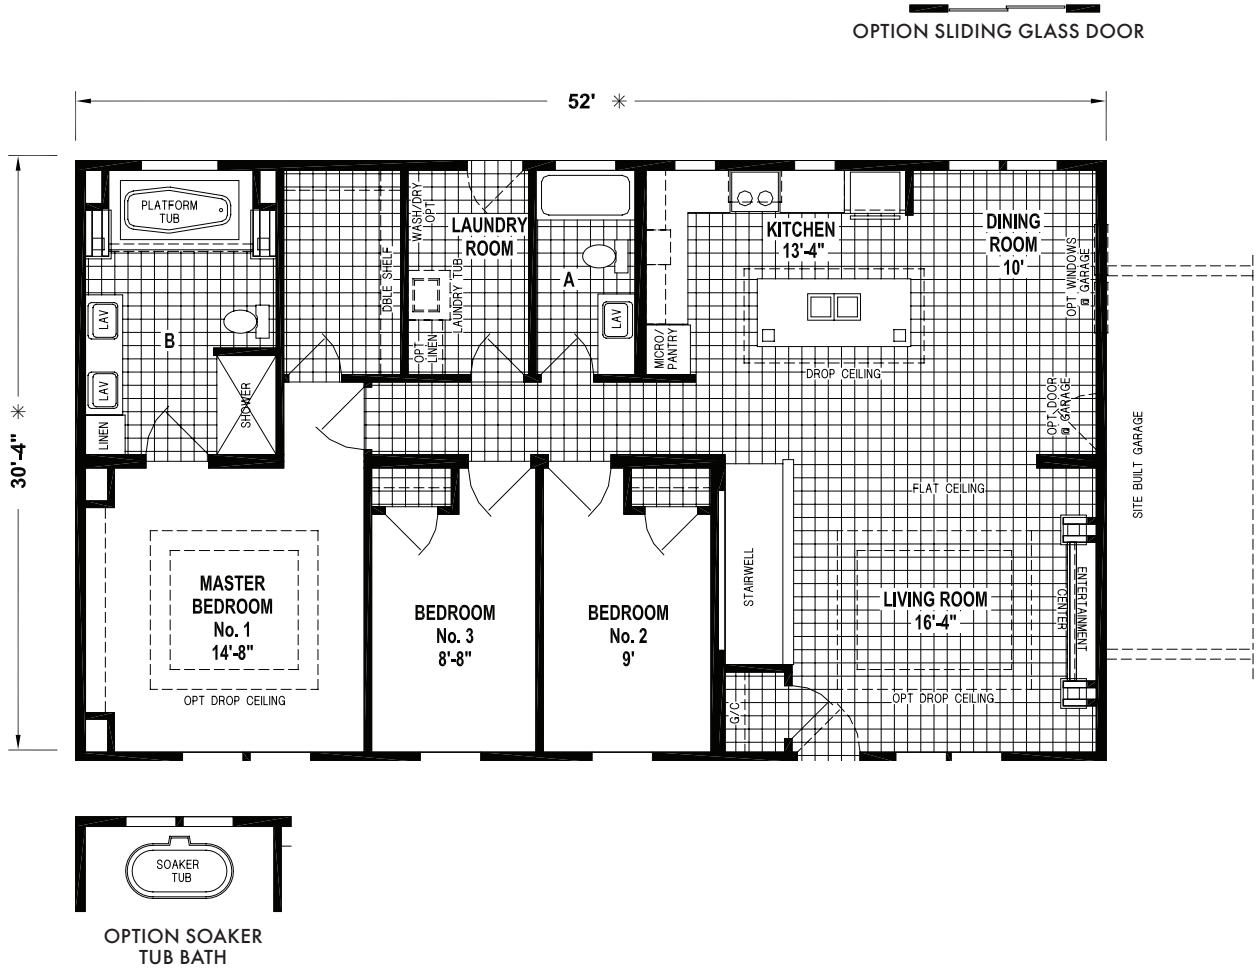 OPTION SLIDING GLASS DOOR
52' ✳
30'-4" ✳
PLATFORM
TUB
LAV
LAV
LINEN
B
SHOWER
DBLE SHELF
WASH/DRY
OPT
LAUNDRY
ROOM
LAUNDRY TUB
OPT
LINEN
A
LAV
KITCHEN
13'-4"
MICRO/
PANTRY
DROP CEILING
DINING
ROOM
10'
OPT WINDOWS
@ GARAGE
OPT DOOR
@ GARAGE
SITE BUILT GARAGE
FLAT CEILING
MASTER
BEDROOM
No. 1
14'-8"
OPT DROP CEILING
BEDROOM
No. 3
8'-8"
BEDROOM
No. 2
9'
STAIRWELL
G/C
LIVING ROOM
16'-4"
OPT DROP CEILING
ENTERTAINMENT
CENTER
SOAKER
TUB
OPTION SOAKER
TUB BATH